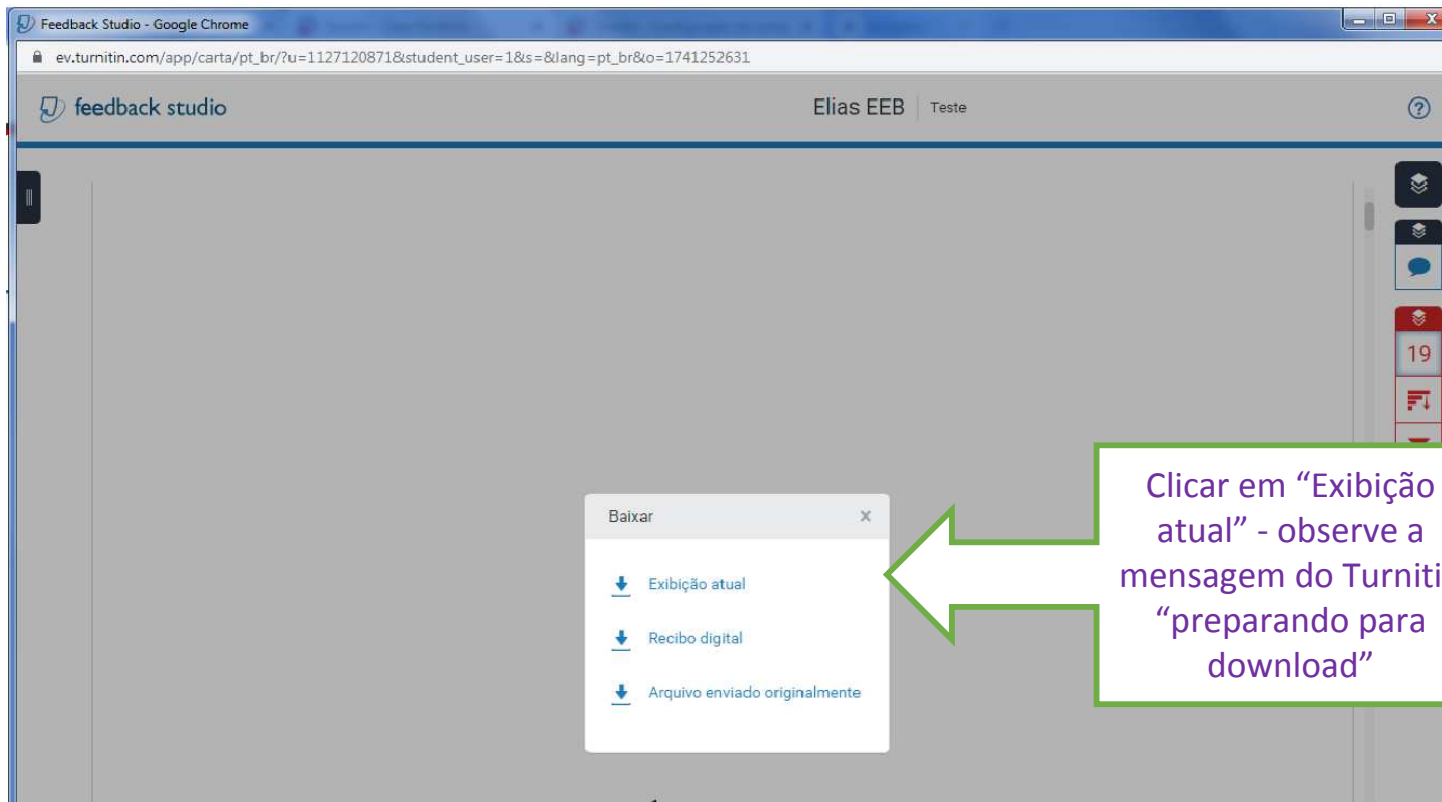 Feedback Studio - Google Chrome
ev.turnitin.com/app/carta/pt_br/?u=1127120871&student_user=1&s=&lang=pt_br&o=1741252631
feedback studio
Elias EEB
Teste
?
19
Baixar
Exibição atual
Recibo digital
Arquivo enviado originalmente
Clicar em “Exibição
atual” - observe a
mensagem do Turniti
“preparando para
download”